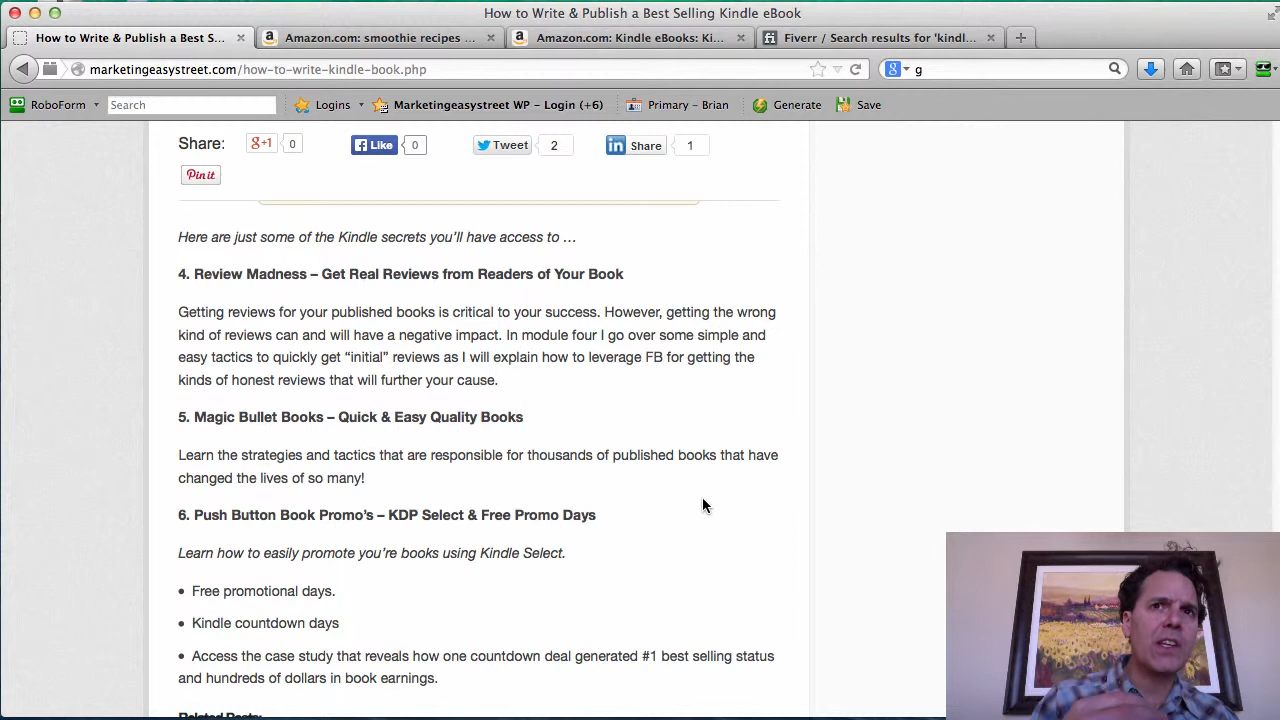 How to Write & Publish a Best Selling Kindle eBook
How to Write & Publish a Best S... Amazon.com: smoothie recipes ... Amazon.com: Kindle eBooks: Ki... Fiverr / Search results for 'kindl...
marketingeasystreet.com/how-to-write-kindle-book.php g
RoboForm Search Logins Marketingeasystreet WP - Login (+6) Primary - Brian Generate Save
Share: g+1 0 Like 0 Tweet 2 in Share 1
Pin it
Here are just some of the Kindle secrets you'll have access to …
4. Review Madness – Get Real Reviews from Readers of Your Book
Getting reviews for your published books is critical to your success. However, getting the wrong
kind of reviews can and will have a negative impact. In module four I go over some simple and
easy tactics to quickly get “initial” reviews as I will explain how to leverage FB for getting the
kinds of honest reviews that will further your cause.
5. Magic Bullet Books – Quick & Easy Quality Books
Learn the strategies and tactics that are responsible for thousands of published books that have
changed the lives of so many!
6. Push Button Book Promo’s – KDP Select & Free Promo Days
Learn how to easily promote you’re books using Kindle Select.
• Free promotional days.
• Kindle countdown days
• Access the case study that reveals how one countdown deal generated #1 best selling status
and hundreds of dollars in book earnings.
Related Posts: